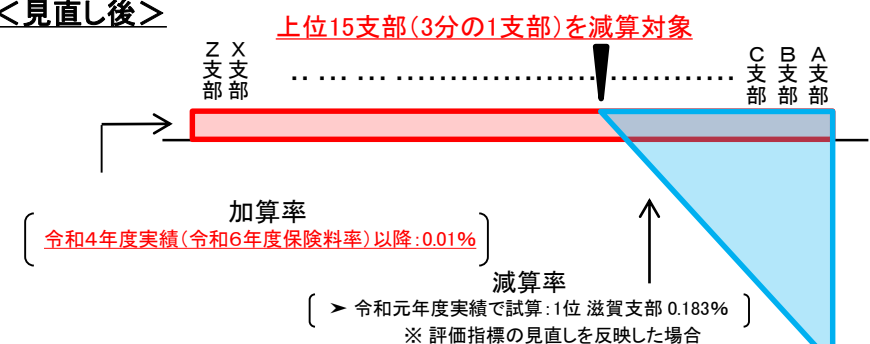 ＜見直し後＞
上位15支部（3分の1支部）を減算対象
Z支部
X支部
‥ … … …………………………………………
C支部
B支部
A支部
加算率
令和4年度実績（令和6年度保険料率）以降：0.01%
減算率
➤ 令和元年度実績で試算：1位 滋賀支部 0.183%
※ 評価指標の見直しを反映した場合